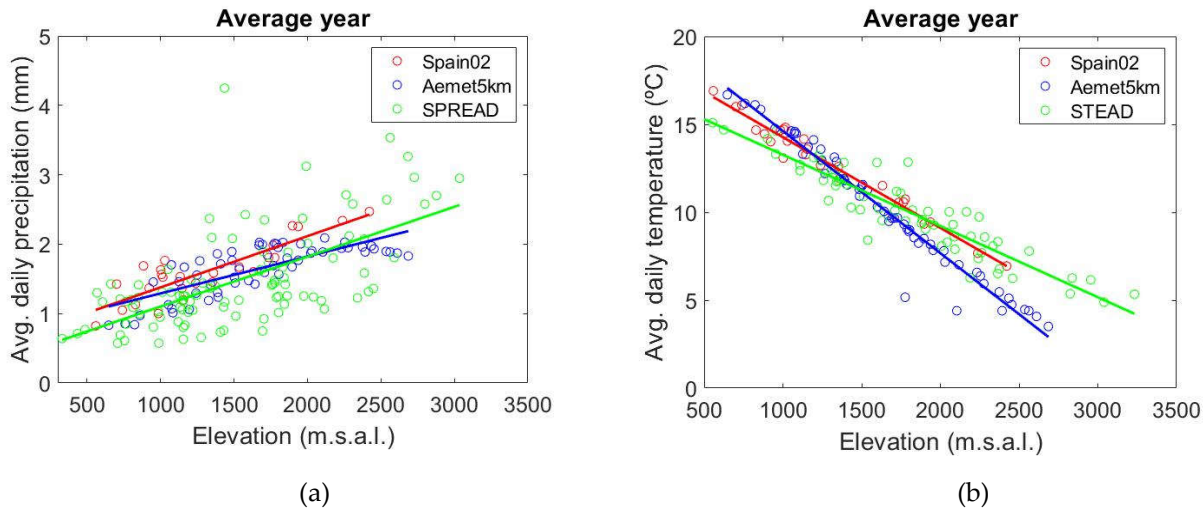 Average year
Avg. daily precipitation (mm)
5
4
3
2
1
0
Spain02
Aemet5km
SPREAD
500 1000 1500 2000 2500 3000 3500
Elevation (m.s.a.l.)
(a)
Average year
Avg. daily temperature (ºC)
20
15
10
5
0
Spain02
Aemet5km
STEAD
500 1000 1500 2000 2500 3000 3500
Elevation (m.s.a.l.)
(b)